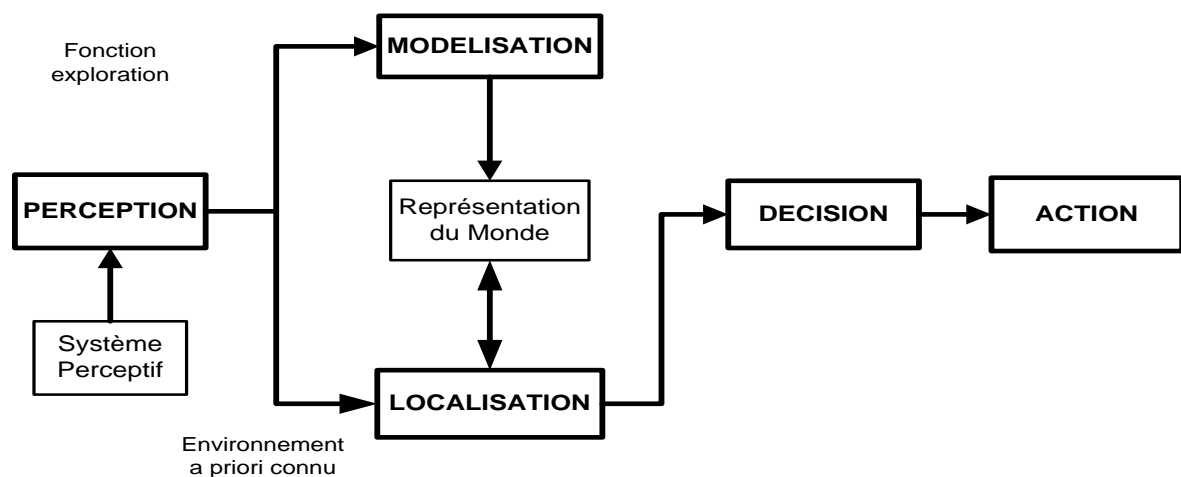 Fonction
exploration
MODELISATION
PERCEPTION
Représentation
du Monde
DECISION
ACTION
Système
Perceptif
LOCALISATION
Environnement
a priori connu